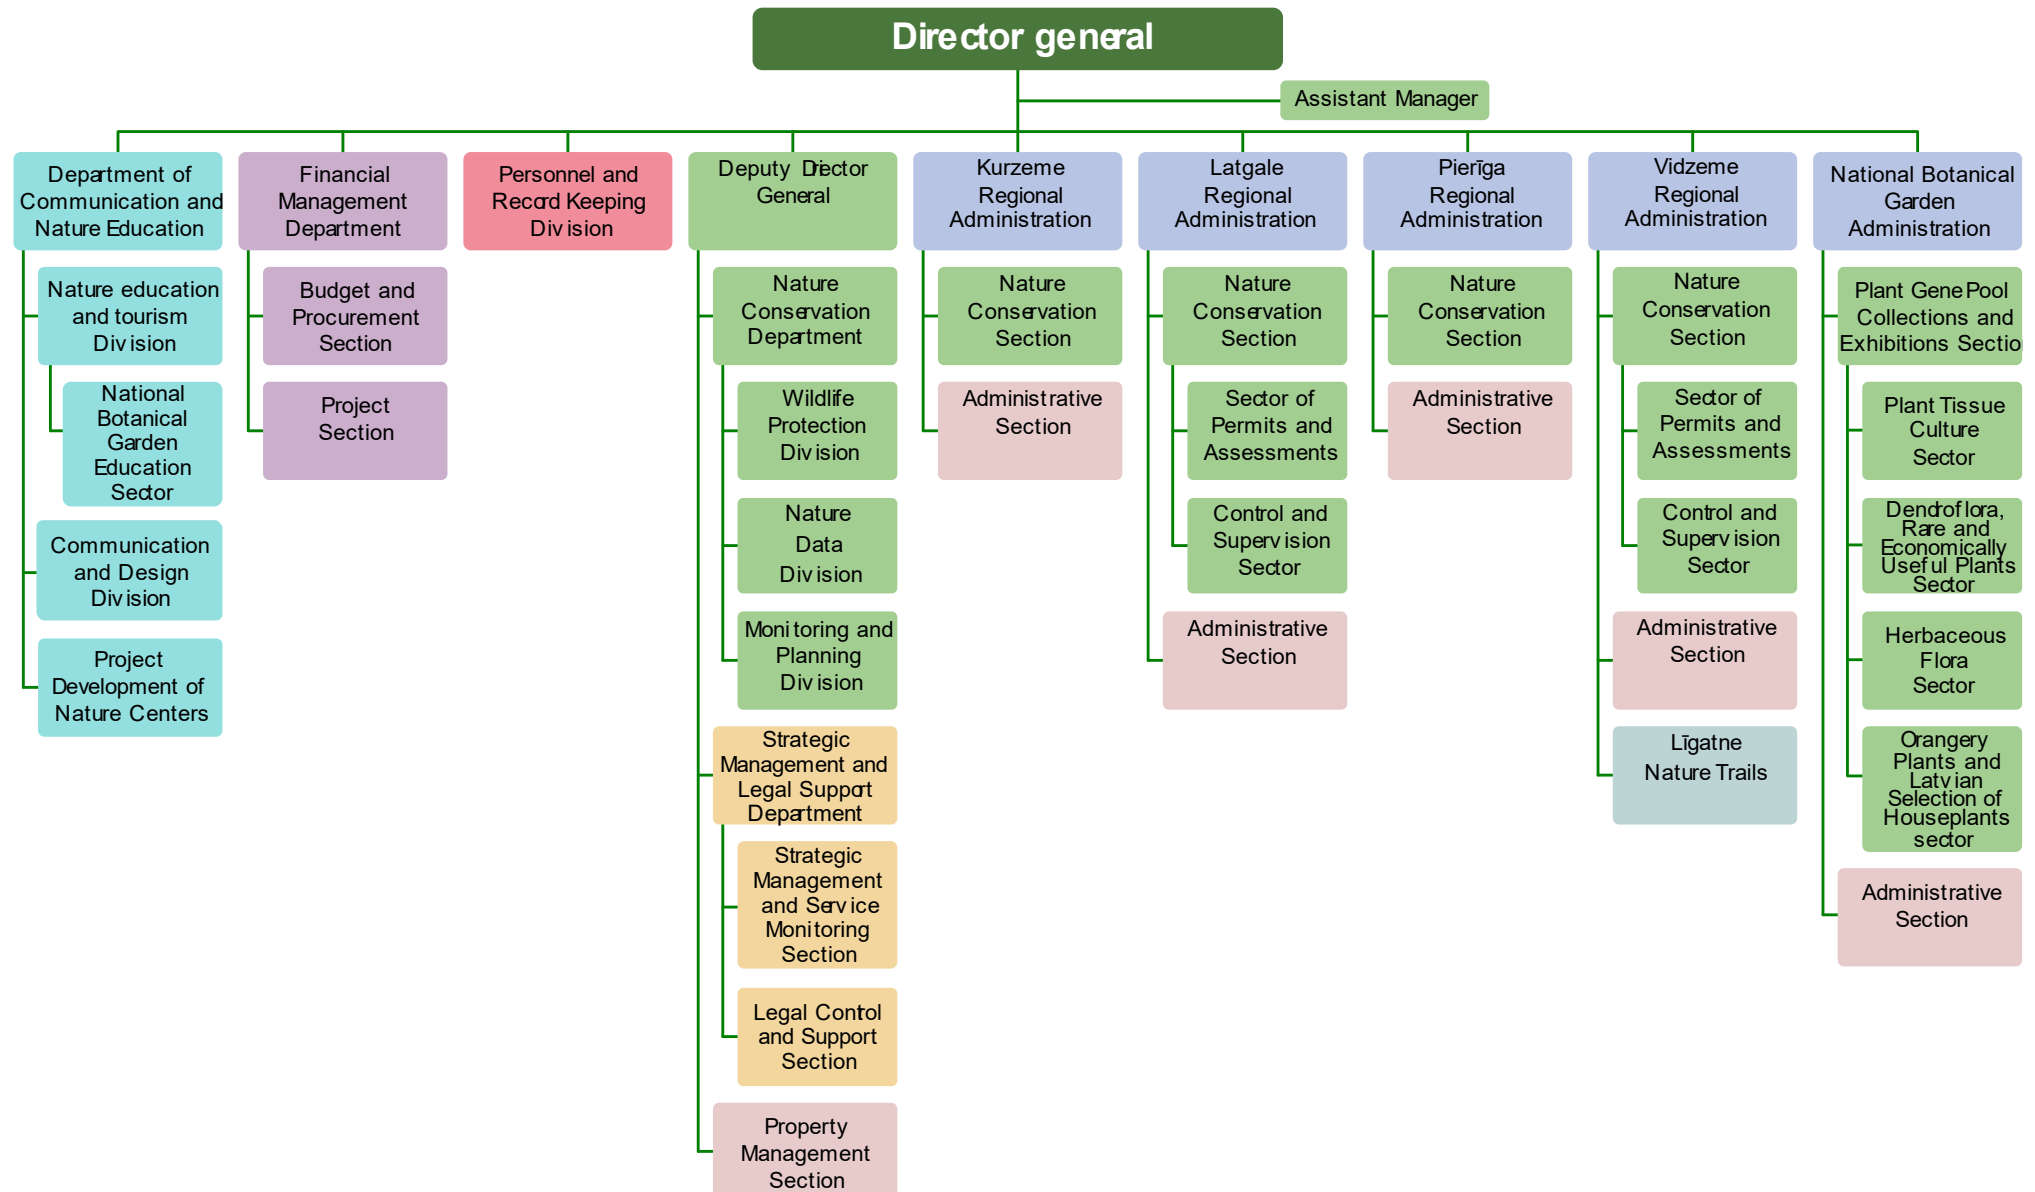 Director general
Assistant Manager
Department of
Communication and
Nature Education
Financial
Management
Department
Personnel and
Record Keeping
Division
Deputy Director
General
Kurzeme
Regional
Administration
Latgale
Regional
Administration
Pierīga
Regional
Administration
Vidzeme
Regional
Administration
National Botanical
Garden
Administration
Nature education
and tourism
Division
National
Botanical
Garden
Education
Sector
Communication
and Design
Division
Project
Development of
Nature Centers
Budget and
Procurement
Section
Project
Section
Nature
Conservation
Department
Wildlife
Protection
Division
Nature
Data
Division
Monitoring and
Planning
Division
Strategic
Management and
Legal Support
Department
Strategic
Management
and Service
Monitoring
Section
Legal Control
and Support
Section
Property
Management
Section
Nature
Conservation
Section
Administrative
Section
Nature
Conservation
Section
Sector of
Permits and
Assessments
Control and
Supervision
Sector
Administrative
Section
Nature
Conservation
Section
Administrative
Section
Nature
Conservation
Section
Sector of
Permits and
Assessments
Control and
Supervision
Sector
Administrative
Section
Līgatne
Nature Trails
Plant Gene Pool
Collections and
Exhibitions Sectio
Plant Tissue
Culture
Sector
Dendroflora,
Rare and
Economically
Useful Plants
Sector
Herbaceous
Flora
Sector
Orangery
Plants and
Latvian
Selection of
Houseplants
sector
Administrative
Section